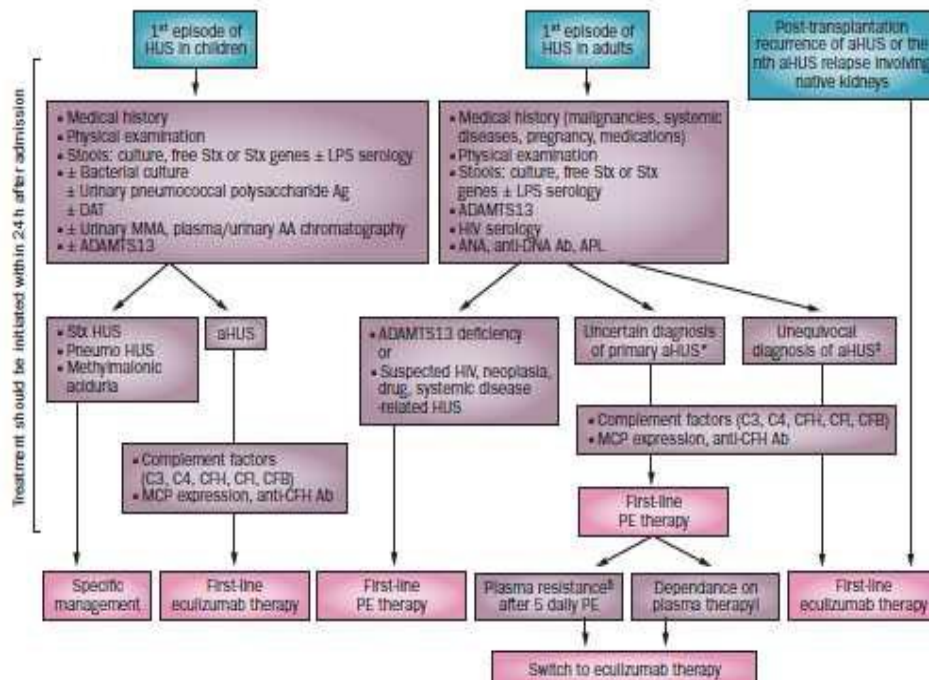 1st episode of
HUS in children
1st episode of
HUS in adults
Post-transplantation
recurrence of aHUS or the
nth aHUS relapse involving
native kidneys
Treatment should be initiated within 24 h after admission
▪ Medical history
▪ Physical examination
▪ Stools: culture, free Stx or Stx genes ± LPS serology
▪ ± Bacterial culture
± Urinary pneumococcal polysaccharide Ag
± DAT
▪ ± Urinary MMA, plasma/urinary AA chromatography
▪ ± ADAMTS13
▪ Medical history (malignancies, systemic
diseases, pregnancy, medications)
▪ Physical examination
▪ Stools: culture, free Stx or Stx
genes ± LPS serology
▪ ADAMTS13
▪ HIV serology
▪ ANA, anti-DNA Ab, APL
▪ Stx HUS
▪ Pneumo HUS
▪ Methylmalonic
aciduria
aHUS
▪ ADAMTS13 deficiency
or
▪ Suspected HIV, neoplasia,
drug, systemic disease
-related HUS
Uncertain diagnosis
of primary aHUS*
Unequivocal
diagnosis of aHUS‡
▪ Complement factors
(C3, C4, CFH, CFI, CFB)
▪ MCP expression, anti-CFH Ab
▪ Complement factors (C3, C4, CFH, CFI, CFB)
▪ MCP expression, anti-CFH Ab
First-line
PE therapy
Specific
management
First-line
eculizumab therapy
First-line
PE therapy
Plasma resistance§
after 5 daily PE
Dependance on
plasma therapy||
First-line
eculizumab therapy
Switch to eculizumab therapy